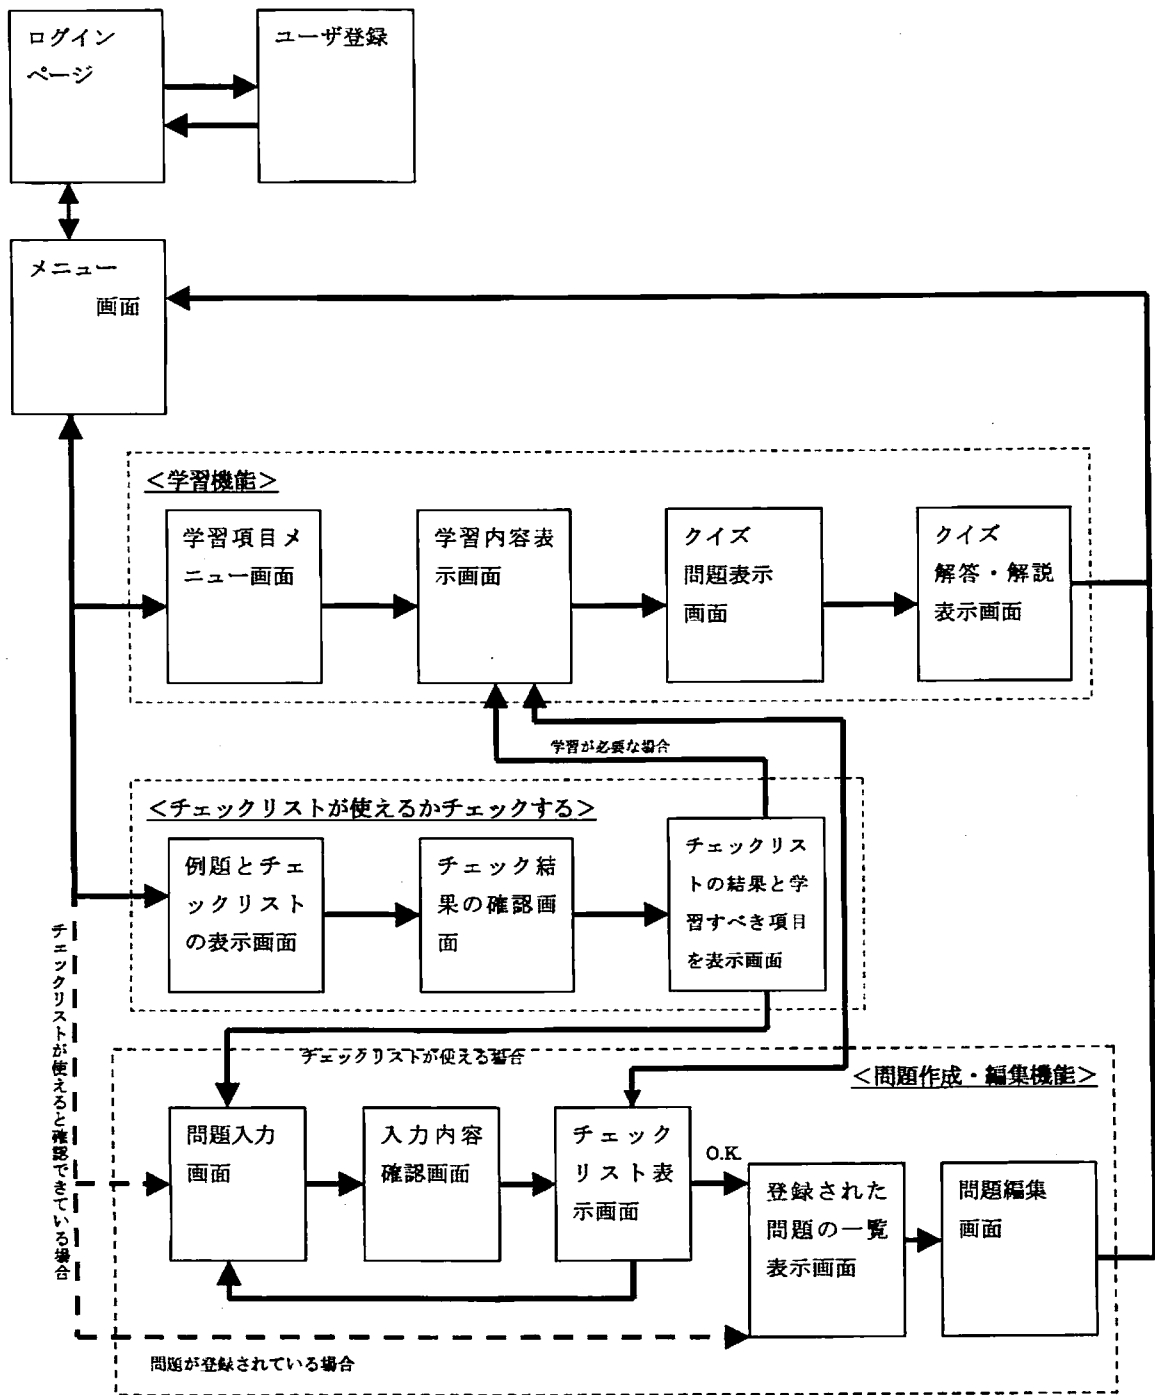 ログイン
ページ
ユーザ登録
メニュー
画面
＜学習機能＞
学習項目メ
ニュー画面
学習内容表
示画面
クイズ
問題表示
画面
クイズ
解答・解説
表示画面
学習が必要な場合
＜チェックリストが使えるかチェックする＞
例題とチェ
ックリスト
の表示画面
チェック結
果の確認画
面
チェックリス
トの結果と学
習すべき項目
を表示画面
チェックリストが使えると確認できている場合
チェックリストが使える場合
＜問題作成・編集機能＞
問題入力
画面
入力内容
確認画面
チェック
リスト表
示画面
O.K.
登録された
問題の一覧
表示画面
問題編集
画面
問題が登録されている場合